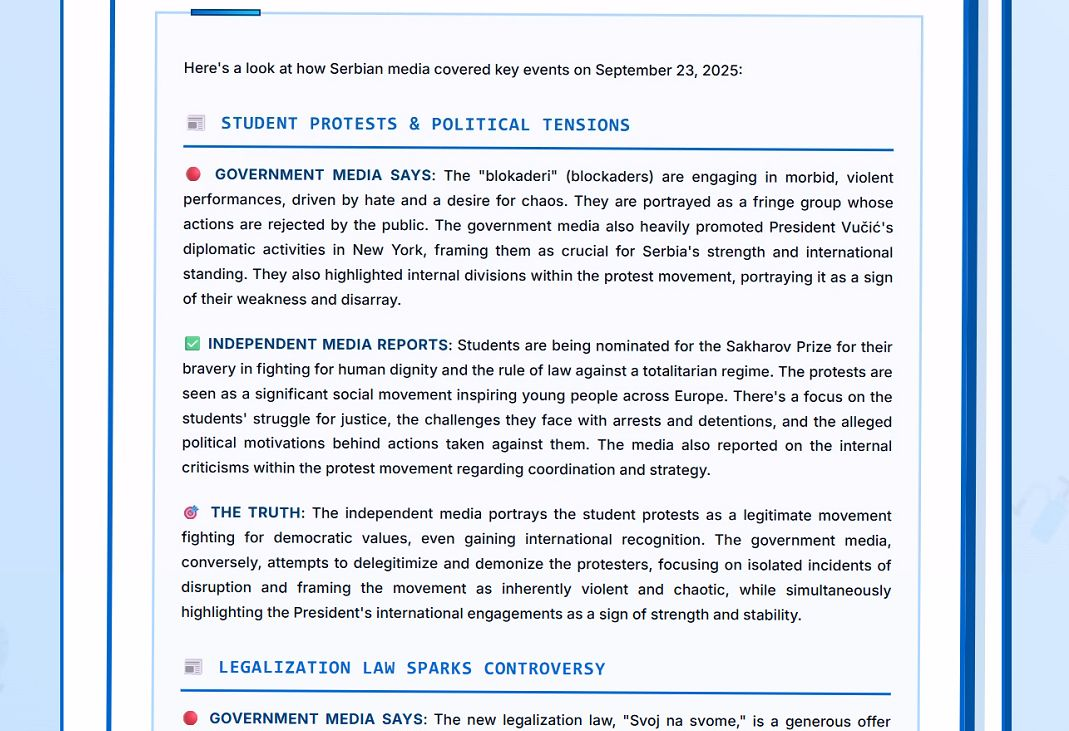 Here's a look at how Serbian media covered key events on September 23, 2025:
STUDENT PROTESTS & POLITICAL TENSIONS
GOVERNMENT MEDIA SAYS: The "blokaderi" (blockaders) are engaging in morbid, violent
performances, driven by hate and a desire for chaos. They are portrayed as a fringe group whose
actions are rejected by the public. The government media also heavily promoted President Vučić's
diplomatic activities in New York, framing them as crucial for Serbia's strength and international
standing. They also highlighted internal divisions within the protest movement, portraying it as a sign
of their weakness and disarray.
INDEPENDENT MEDIA REPORTS: Students are being nominated for the Sakharov Prize for their
bravery in fighting for human dignity and the rule of law against a totalitarian regime. The protests are
seen as a significant social movement inspiring young people across Europe. There's a focus on the
students' struggle for justice, the challenges they face with arrests and detentions, and the alleged
political motivations behind actions taken against them. The media also reported on the internal
criticisms within the protest movement regarding coordination and strategy.
THE TRUTH: The independent media portrays the student protests as a legitimate movement
fighting for democratic values, even gaining international recognition. The government media,
conversely, attempts to delegitimize and demonize the protesters, focusing on isolated incidents of
disruption and framing the movement as inherently violent and chaotic, while simultaneously
highlighting the President's international engagements as a sign of strength and stability.
LEGALIZATION LAW SPARKS CONTROVERSY
GOVERNMENT MEDIA SAYS: The new legalization law, "Svoj na svome," is a generous offer